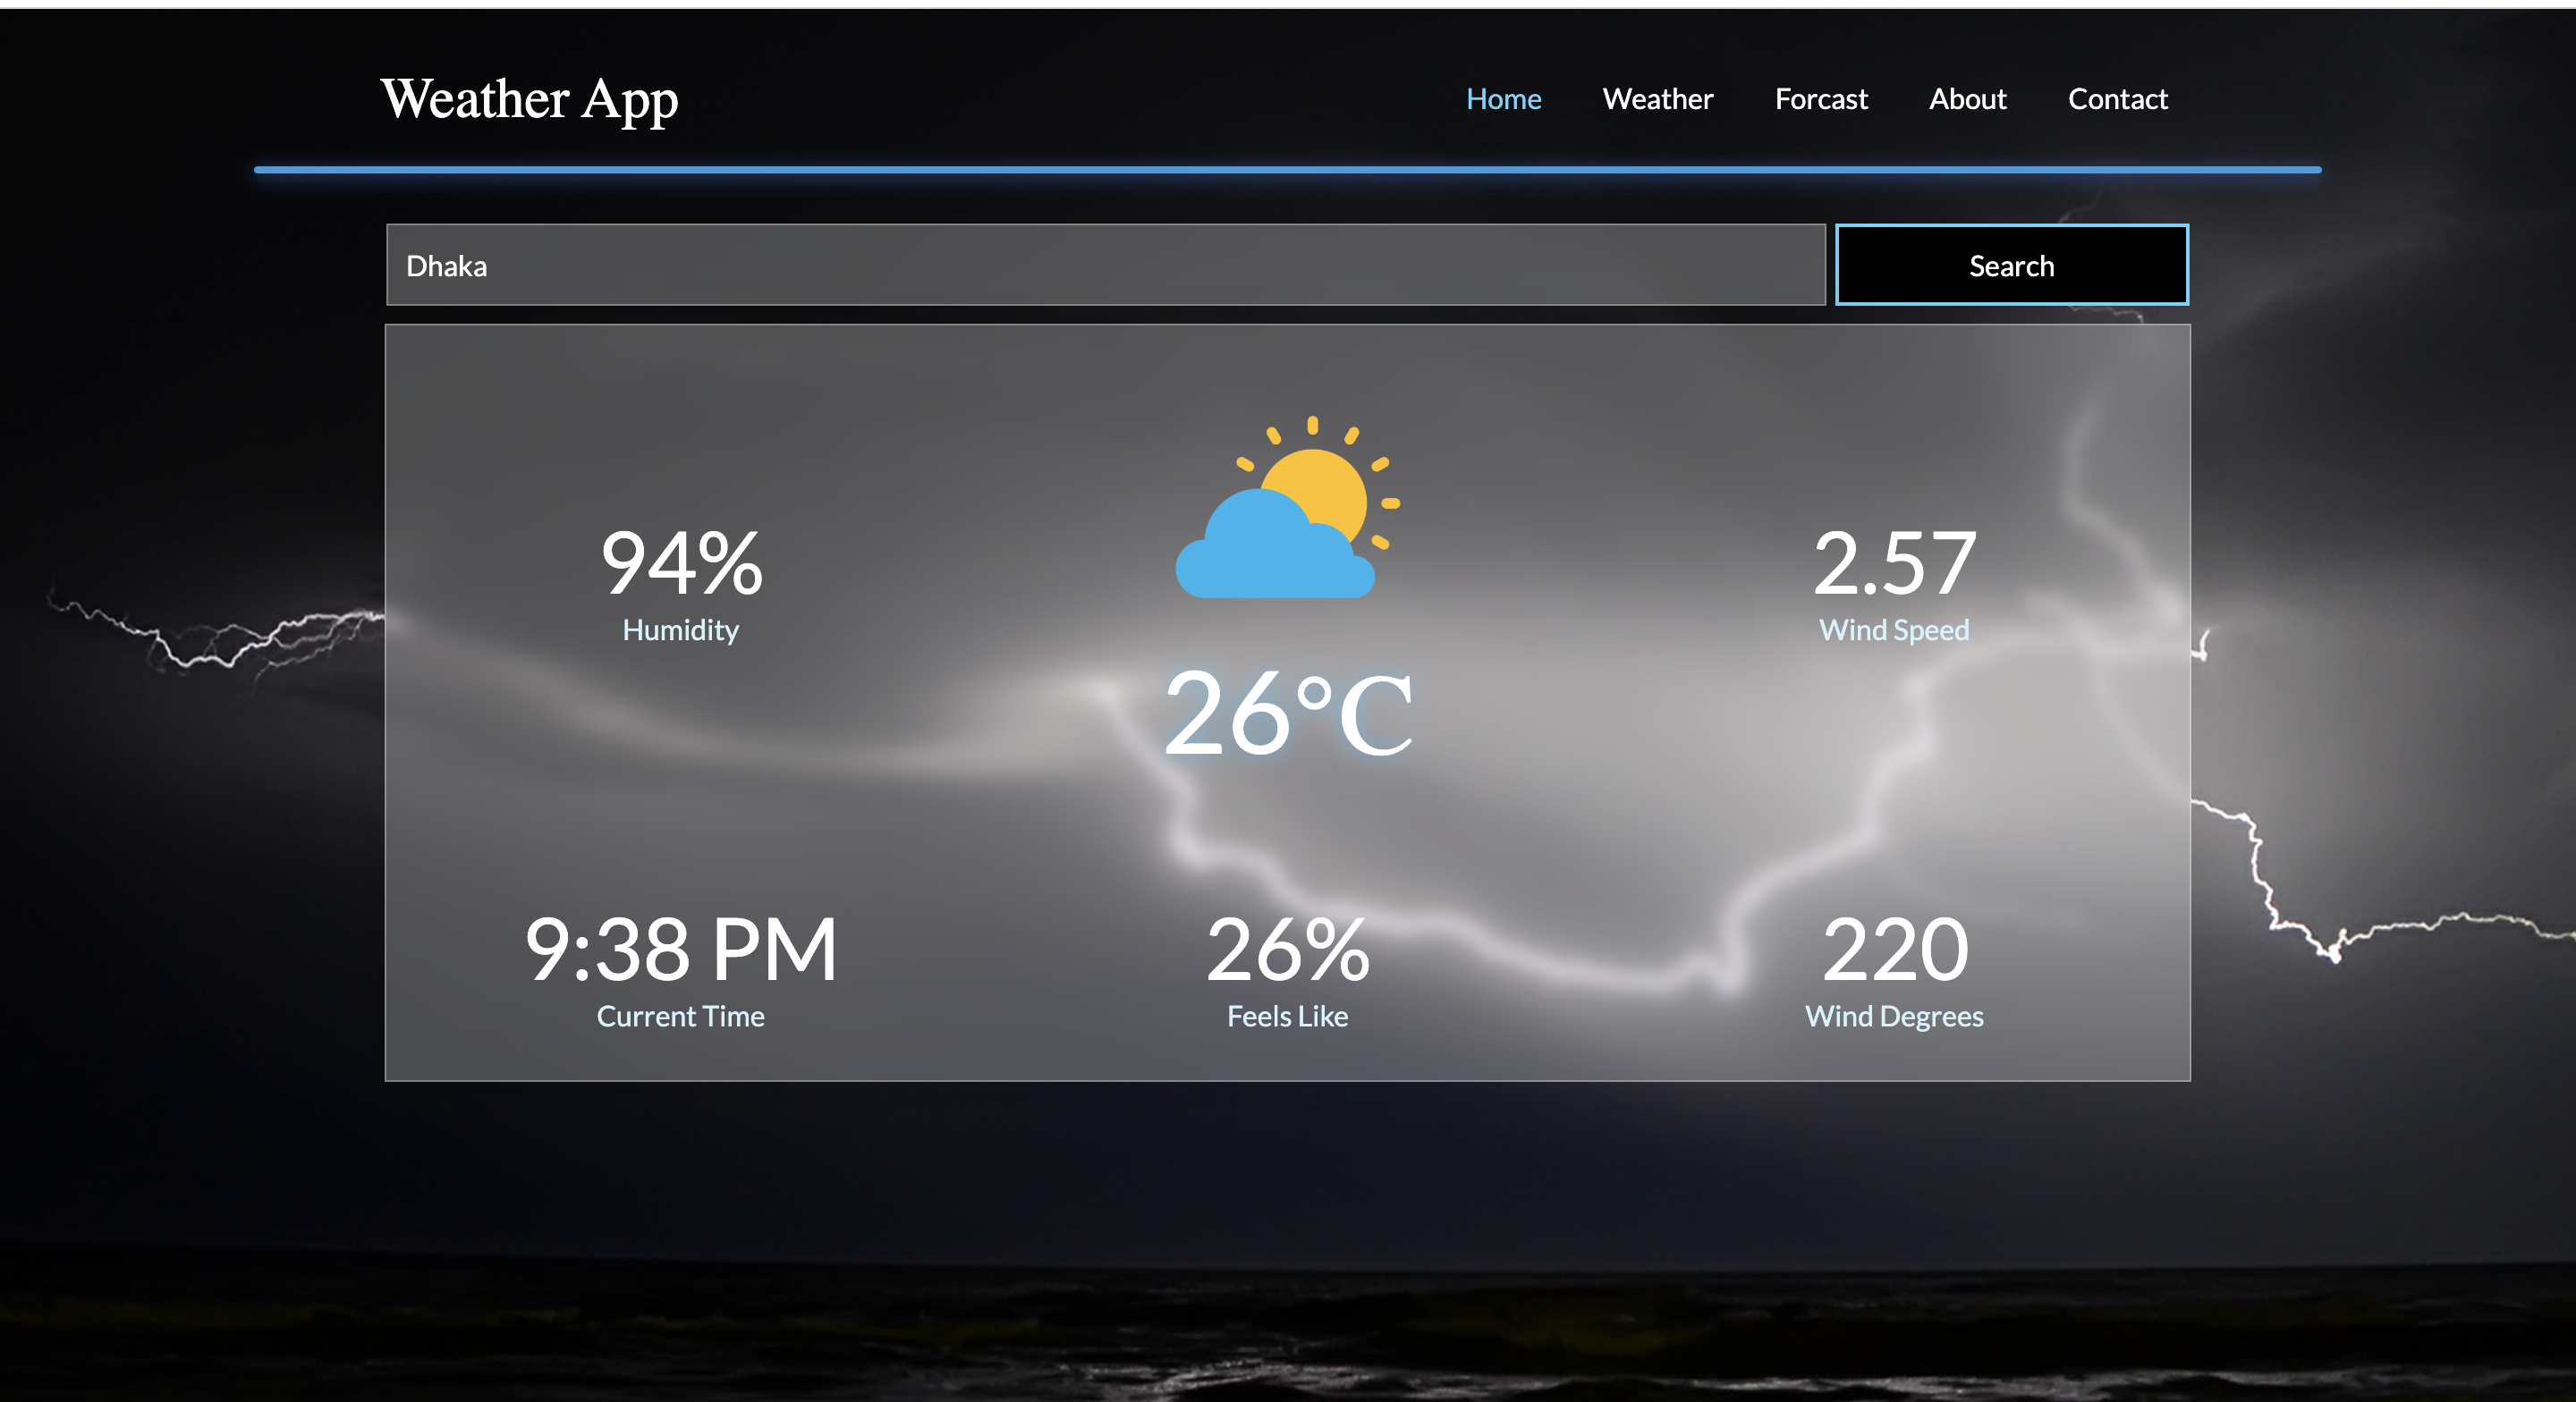 Weather App
Home Weather Forcast About Contact
Dhaka
Search
94%
Humidity
2.57
Wind Speed
26°C
9:38 PM
Current Time
26%
Feels Like
220
Wind Degrees